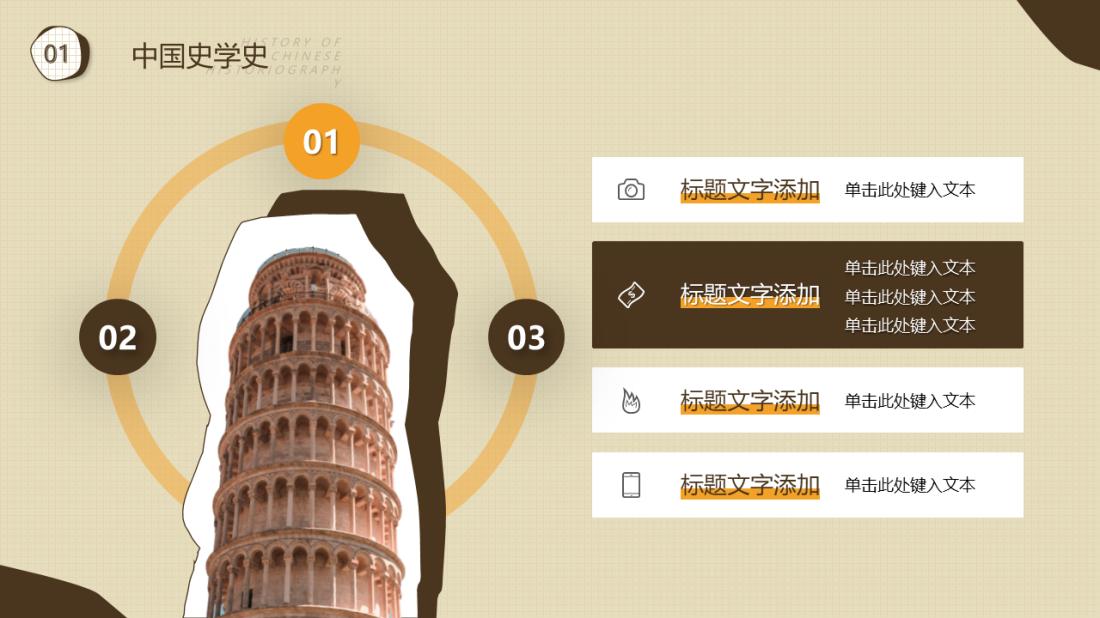 01
中国史学史
HISTORY OF
CHINESE
HISTORIOGRAPH
Y
01
02
03
标题文字添加
单击此处键入文本
标题文字添加
单击此处键入文本
单击此处键入文本
单击此处键入文本
标题文字添加
单击此处键入文本
标题文字添加
单击此处键入文本